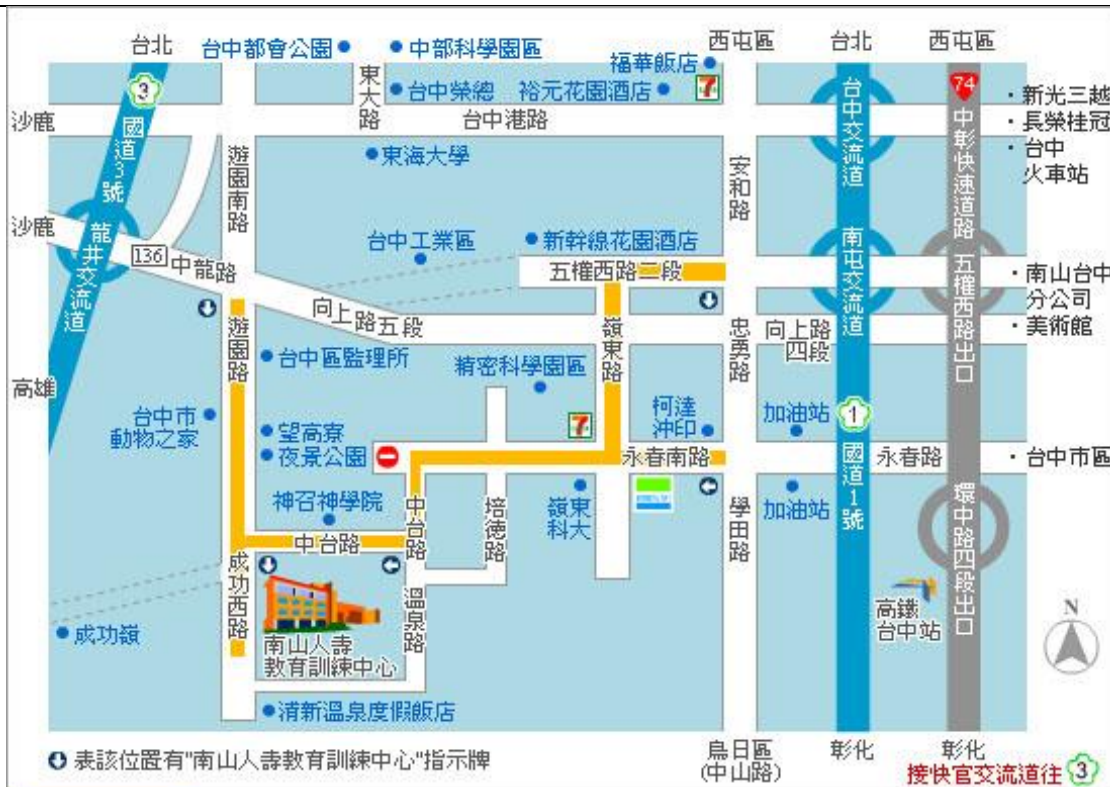 台北
台中都會公園
中部科學園區
西屯區
台北
西屯區
福華飯店
3
東大路
台中榮總
裕元花園酒店
7
台中交流道
74
新光三越
沙鹿
台中港路
長榮桂冠
國道3號
中彰快速道路
台中
火車站
遊園南路
東海大學
安和路
沙鹿
台中工業區
新幹線花園酒店
龍井交流道
136
中龍路
五權西路二段
南屯交流道
五權西路出口
南山台中
分公司
向上路五段
嶺東路
忠勇路
向上路
四段
美術館
遊園路
台中區監理所
精密科學園區
高雄
台中市
動物之家
望高寮
夜景公園
7
柯達
沖印
加油站
1
國道1號
永春南路
永春路
台中市區
神召神學院
中台路
培德路
嶺東
科大
學田路
加油站
環中路四段出口
中台路
成功西路
溫泉路
高鐵
台中站
N
成功嶺
南山人壽
教育訓練中心
清新溫泉度假飯店
表該位置有"南山人壽教育訓練中心"指示牌
烏日區
(中山路)
彰化
彰化
接快官交流道往 3